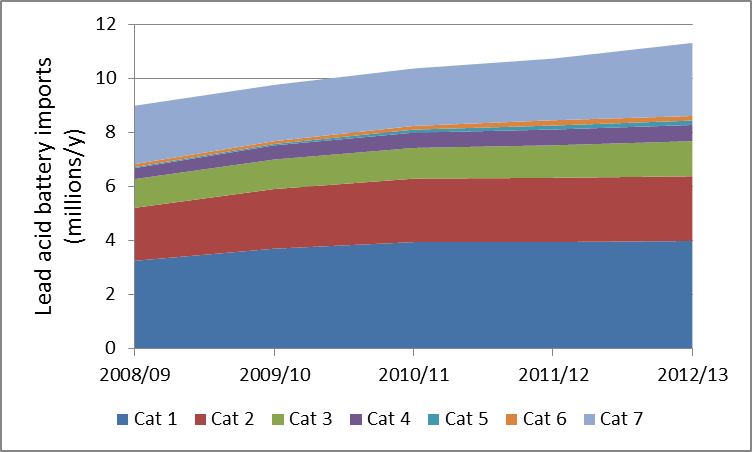 Lead acid battery imports
(millions/y)
12
10
8
6
4
2
0
2008/09 2009/10 2010/11 2011/12 2012/13
Cat 1 Cat 2 Cat 3 Cat 4 Cat 5 Cat 6 Cat 7